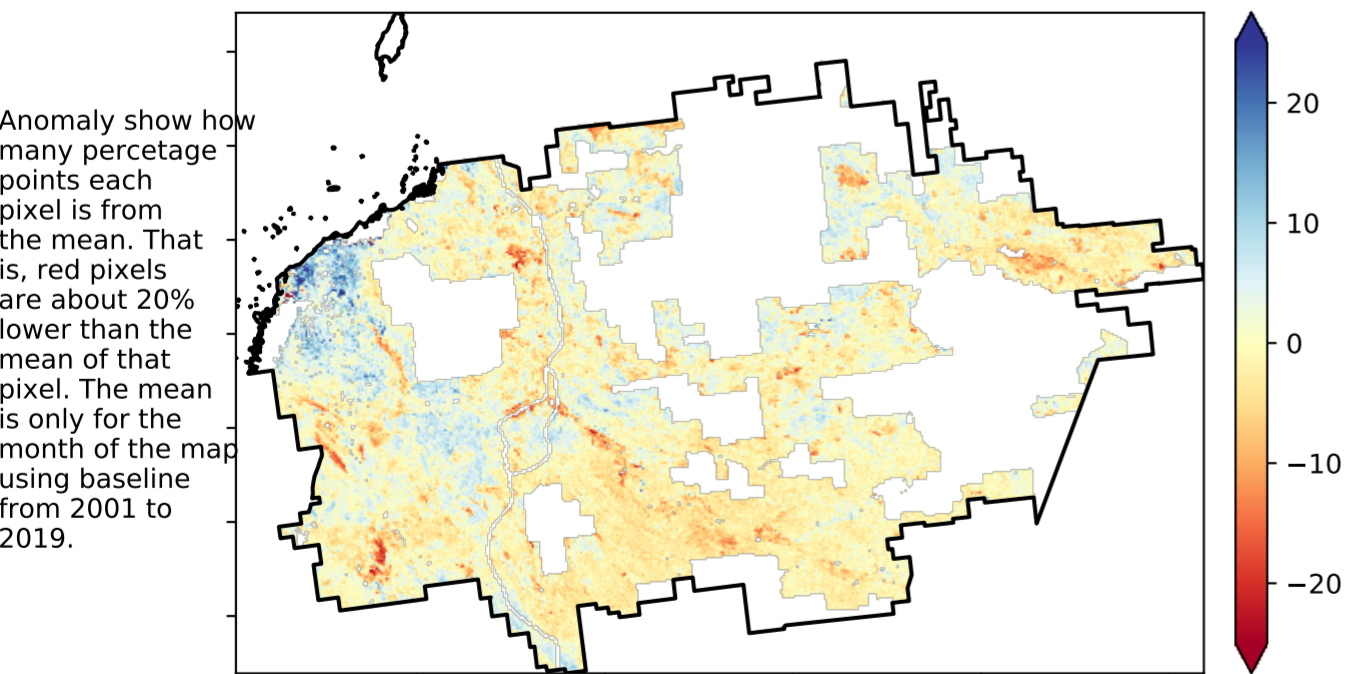 Anomaly show how
many percetage
points each
pixel is from
the mean. That
is, red pixels
are about 20%
lower than the
mean of that
pixel. The mean
is only for the
month of the map
using baseline
from 2001 to
2019.
20
10
0
−10
−20